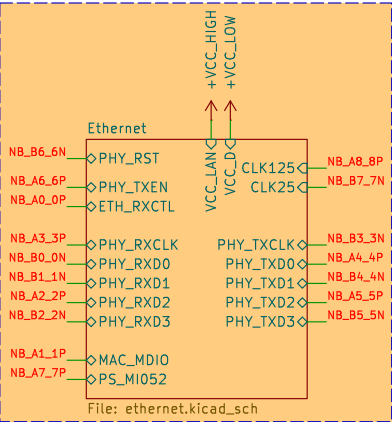 +VCC_HIGH
+VCC_LOW
Ethernet
VCC_LAN
VCC_D
NB_B6_6N PHY_RST
CLK125 NB_A8_8P
NB_A6_6P PHY_TXEN
CLK25 NB_B7_7N
NB_A0_0P ETH_RXCTL
NB_A3_3P PHY_RXCLK PHY_TXCLK NB_B3_3N
NB_B0_0N PHY_RXD0 PHY_TXD0 NB_A4_4P
NB_B1_1N PHY_RXD1 PHY_TXD1 NB_B4_4N
NB_A2_2P PHY_RXD2 PHY_TXD2 NB_A5_5P
NB_B2_2N PHY_RXD3 PHY_TXD3 NB_B5_5N
NB_A1_1P MAC_MDIO
NB_A7_7P PS_MIO52
File: ethernet.kicad_sch